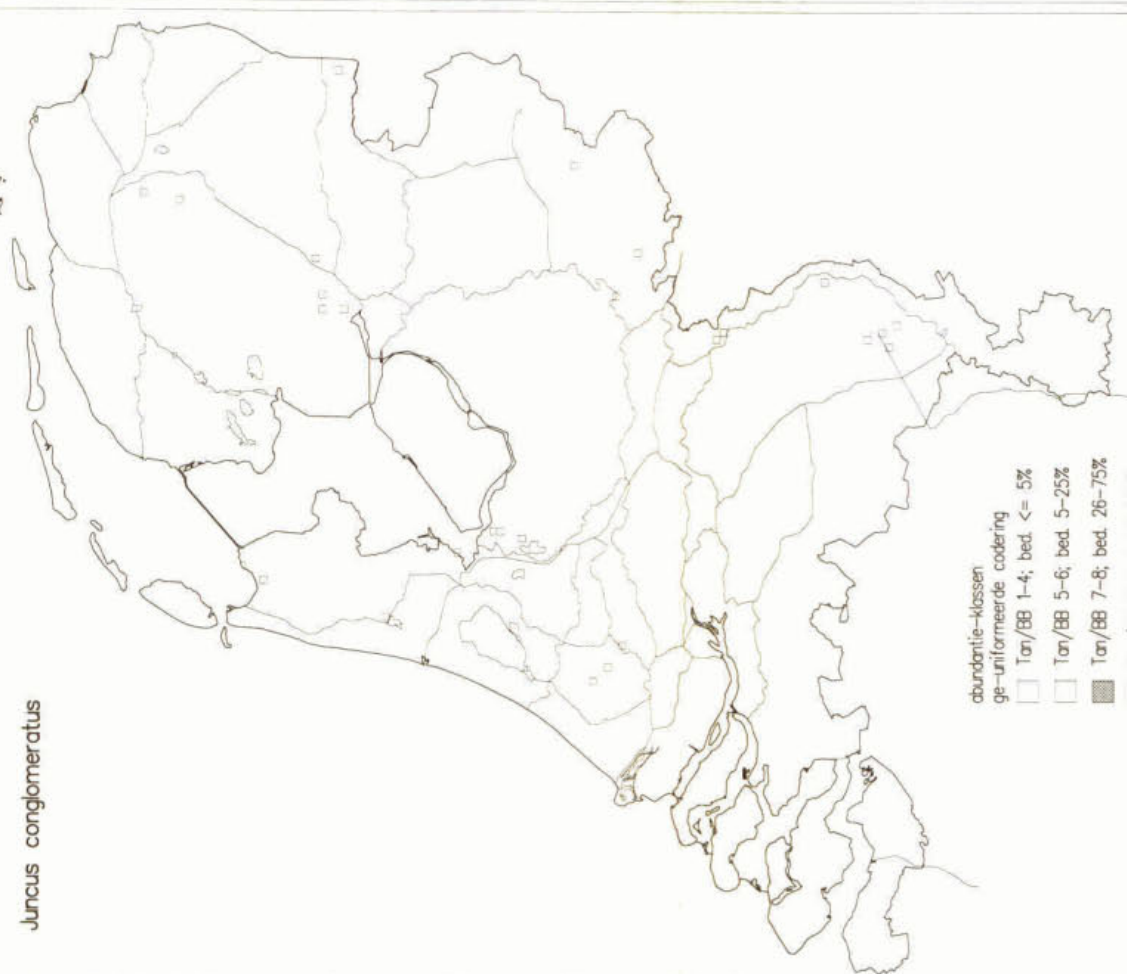 Juncus conglomeratus
abundantie-klassen
ge-uniformeerde codering
Tan/BB 1-4; bed. <= 5%
Tan/BB 5-6; bed. 5-25%
Tan/BB 7-8; bed. 26-75%